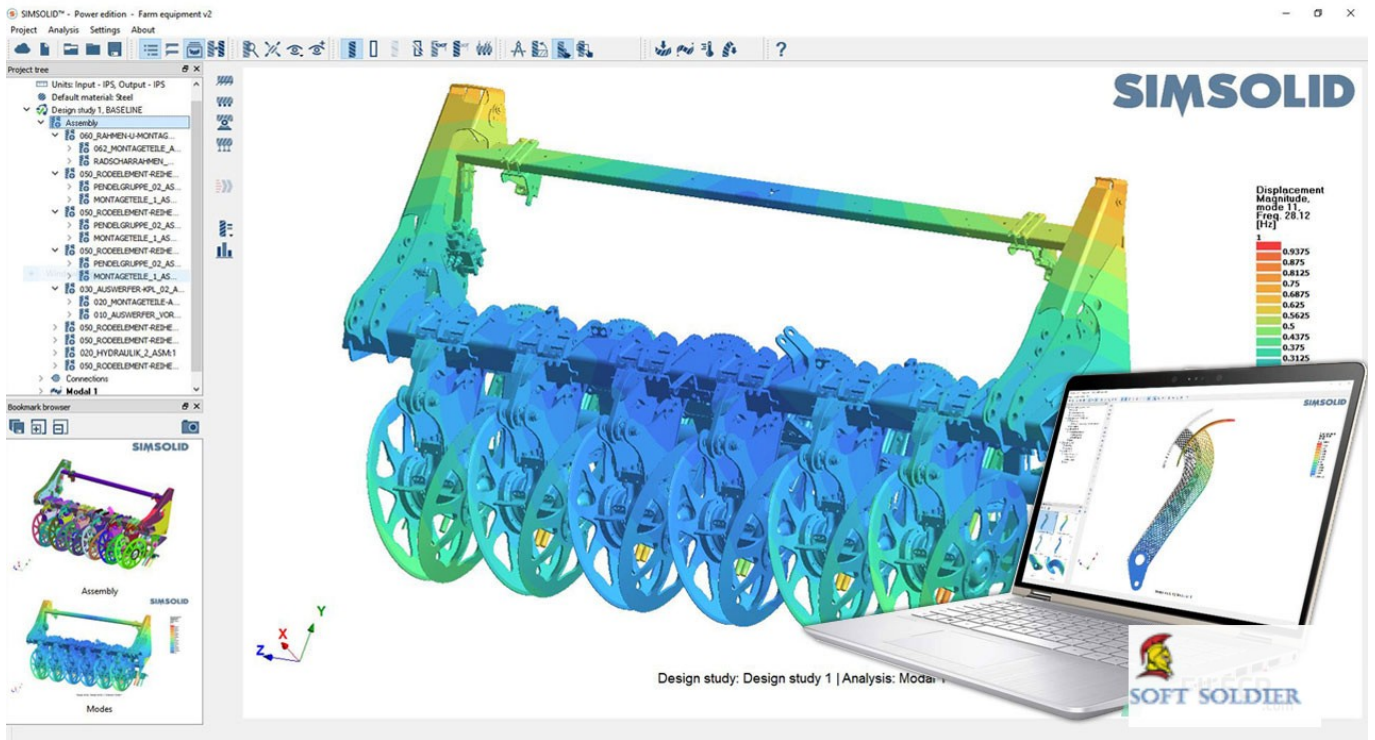 SIMSOLID™ - Power edition - Farm equipment v2
Project Analysis Settings About
Project tree
Units: Input - IPS, Output - IPS
Default material: Steel
Design study 1, BASELINE
Assembly
060_RAHMEN-U-MONTAG...
062_MONTAGETEILE_A...
RADSCHARRAHMEN_...
050_RODEELEMENT-REIHE...
PENDELGRUPPE_02_AS...
MONTAGETEILE_1_AS...
050_RODEELEMENT-REIHE...
PENDELGRUPPE_02_AS...
MONTAGETEILE_1_AS...
050_RODEELEMENT-REIHE...
PENDELGRUPPE_02_AS...
MONTAGETEILE_1_AS...
030_AUSWERFER-KPL_02_A...
020_MONTAGETEILE-A...
010_AUSWERFER_VOR...
050_RODEELEMENT-REIHE...
050_RODEELEMENT-REIHE...
020_HYDRAULIK_2_ASM:1
050_RODEELEMENT-REIHE...
Connections
Modal 1
Bookmark browser
SIMSOLID
Assembly
SIMSOLID
Modes
SIMSOLID
Displacement
Magnitude,
mode 11,
Freq. 28.12
[Hz]
1
0.9375
0.875
0.8125
0.75
0.6875
0.625
0.5625
0.5
0.4375
0.375
0.3125
Y
X
Z
Design study: Design study 1 | Analysis: Modal 1
SIMSOLID
SOFT SOLDIER
.com